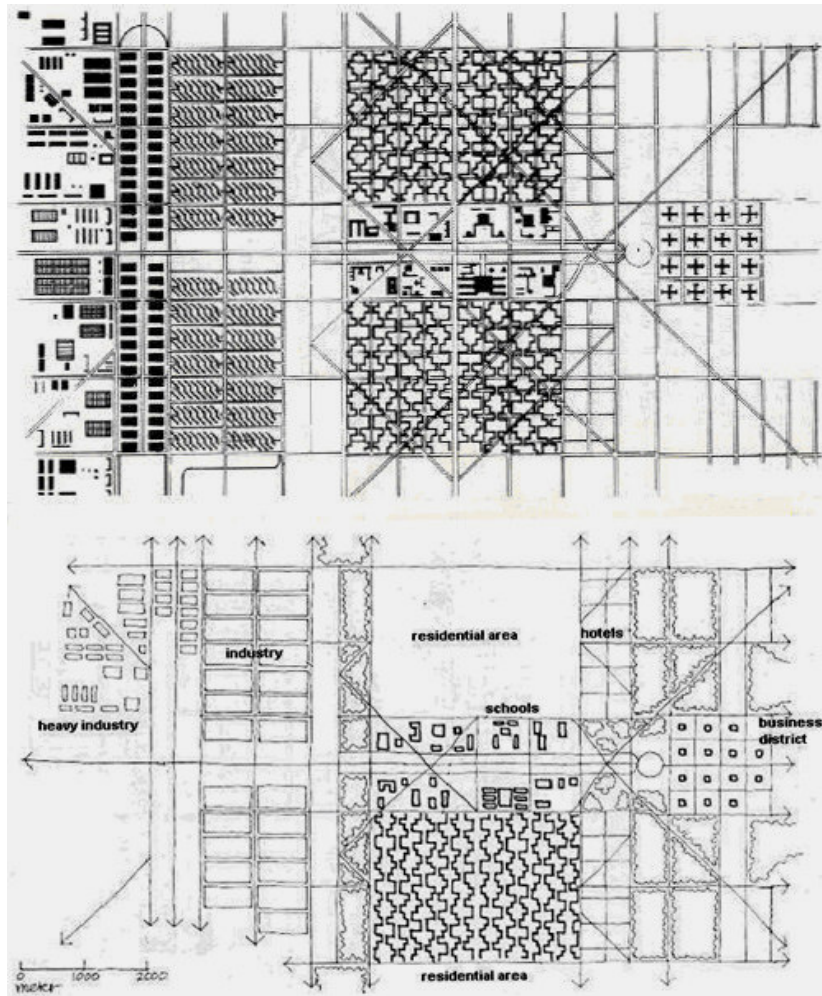 residential area
hotels
industry
schools
heavy industry
business
district
0 1000 2000
meter
residential area